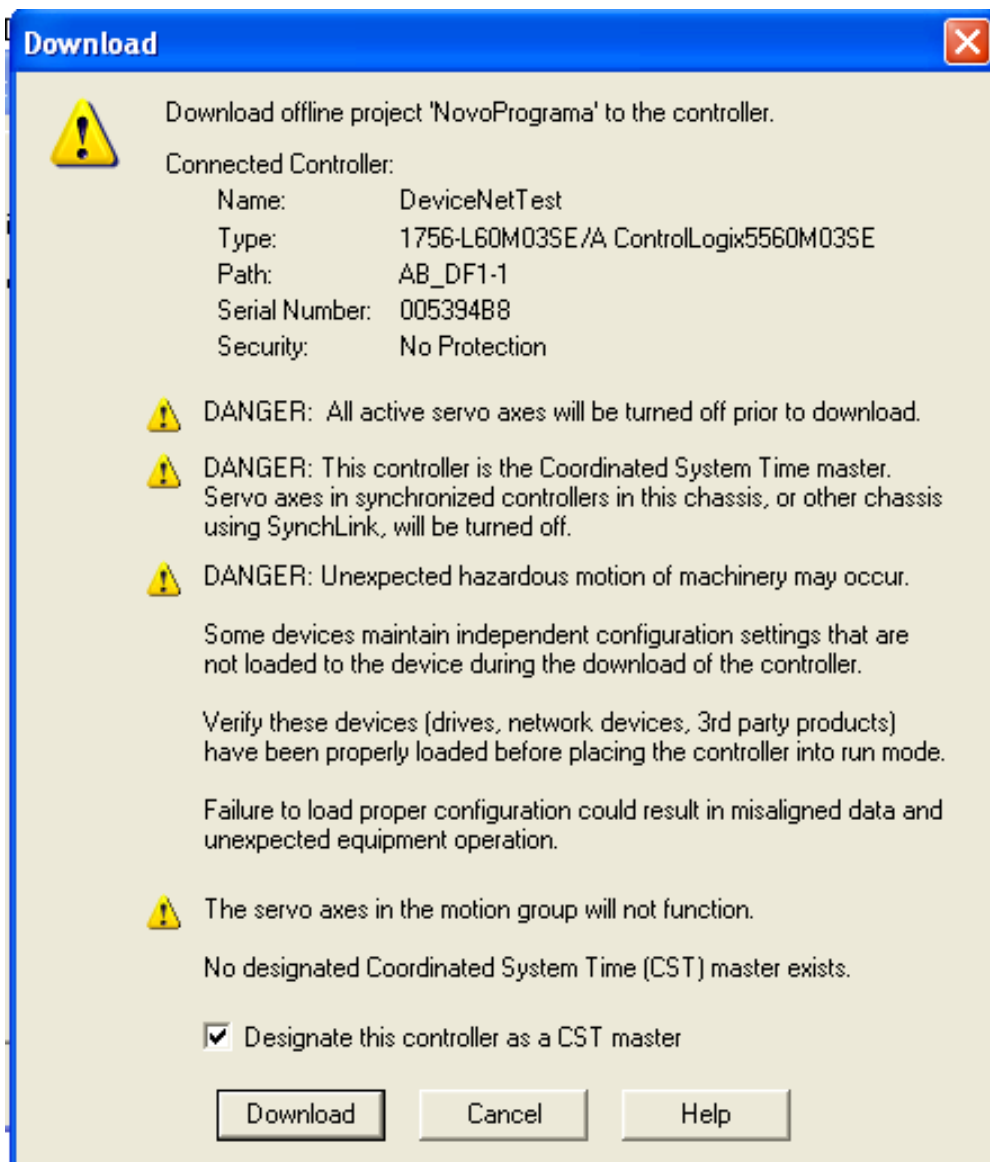 Download
Download offline project 'NovoPrograma' to the controller.
Connected Controller:
Name: DeviceNetTest
Type: 1756-L60M03SE/A ControlLogix5560M03SE
Path: AB_DF1-1
Serial Number: 005394B8
Security: No Protection
DANGER: All active servo axes will be turned off prior to download.
DANGER: This controller is the Coordinated System Time master.
Servo axes in synchronized controllers in this chassis, or other chassis
using SynchLink, will be turned off.
DANGER: Unexpected hazardous motion of machinery may occur.
Some devices maintain independent configuration settings that are
not loaded to the device during the download of the controller.
Verify these devices (drives, network devices, 3rd party products)
have been properly loaded before placing the controller into run mode.
Failure to load proper configuration could result in misaligned data and
unexpected equipment operation.
The servo axes in the motion group will not function.
No designated Coordinated System Time (CST) master exists.
Designate this controller as a CST master
Download Cancel Help